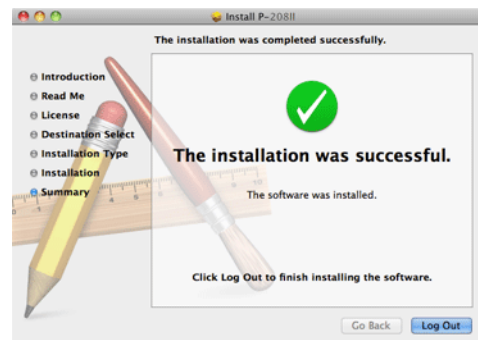 Install P-208II
The installation was completed successfully.
Introduction
Read Me
License
Destination Select
Installation Type
Installation
Summary
The installation was successful.
The software was installed.
Click Log Out to finish installing the software.
Go Back
Log Out